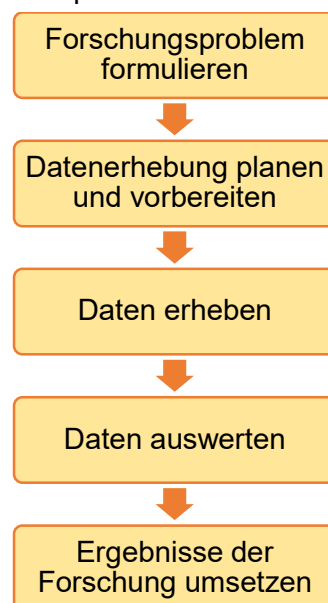 Forschungsproblem
formulieren
Datenerhebung planen
und vorbereiten
Daten erheben
Daten auswerten
Ergebnisse der
Forschung umsetzen